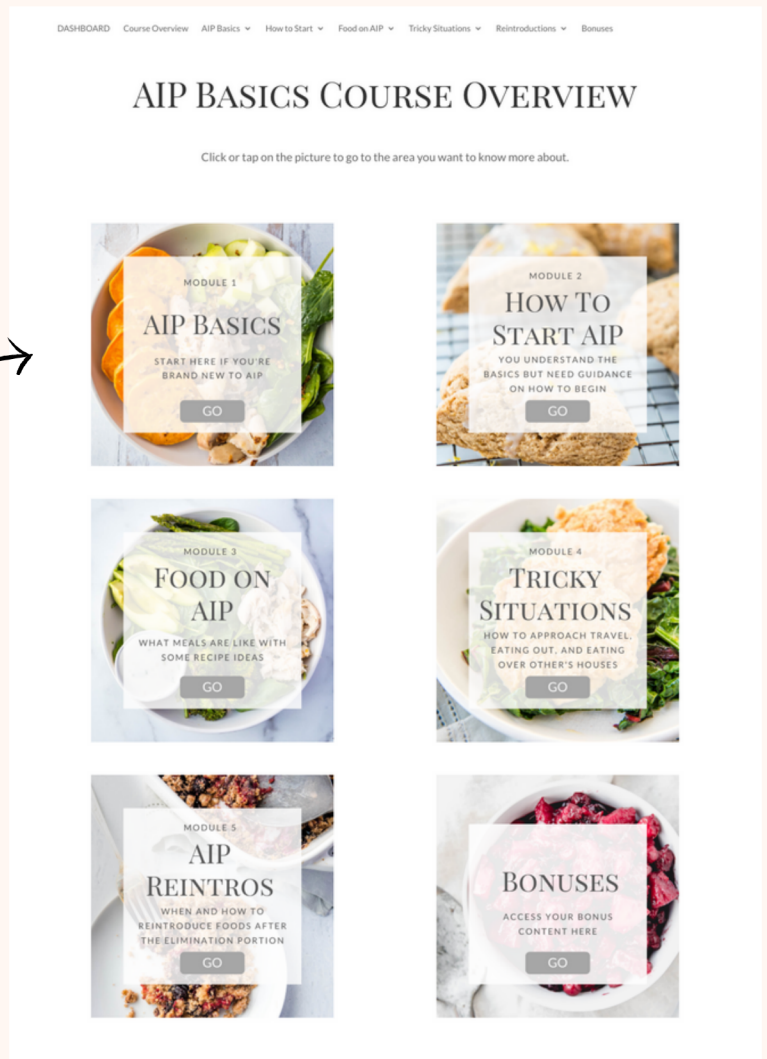 DASHBOARD Course Overview AIP Basics How to Start Food on AIP Tricky Situations Reintroductions Bonuses
AIP Basics Course Overview
Click or tap on the picture to go to the area you want to know more about.
MODULE 1
AIP Basics
START HERE IF YOU'RE
BRAND NEW TO AIP
GO
MODULE 2
How To
Start AIP
YOU UNDERSTAND THE
BASICS BUT NEED GUIDANCE
ON HOW TO BEGIN
GO
MODULE 3
Food on
AIP
WHAT MEALS ARE LIKE WITH
SOME RECIPE IDEAS
GO
MODULE 4
Tricky
Situations
HOW TO APPROACH TRAVEL,
EATING OUT, AND EATING
OVER OTHER'S HOUSES
GO
MODULE 5
AIP
Reintros
WHEN AND HOW TO
REINTRODUCE FOODS AFTER
THE ELIMINATION PORTION
GO
Bonuses
ACCESS YOUR BONUS
CONTENT HERE
GO